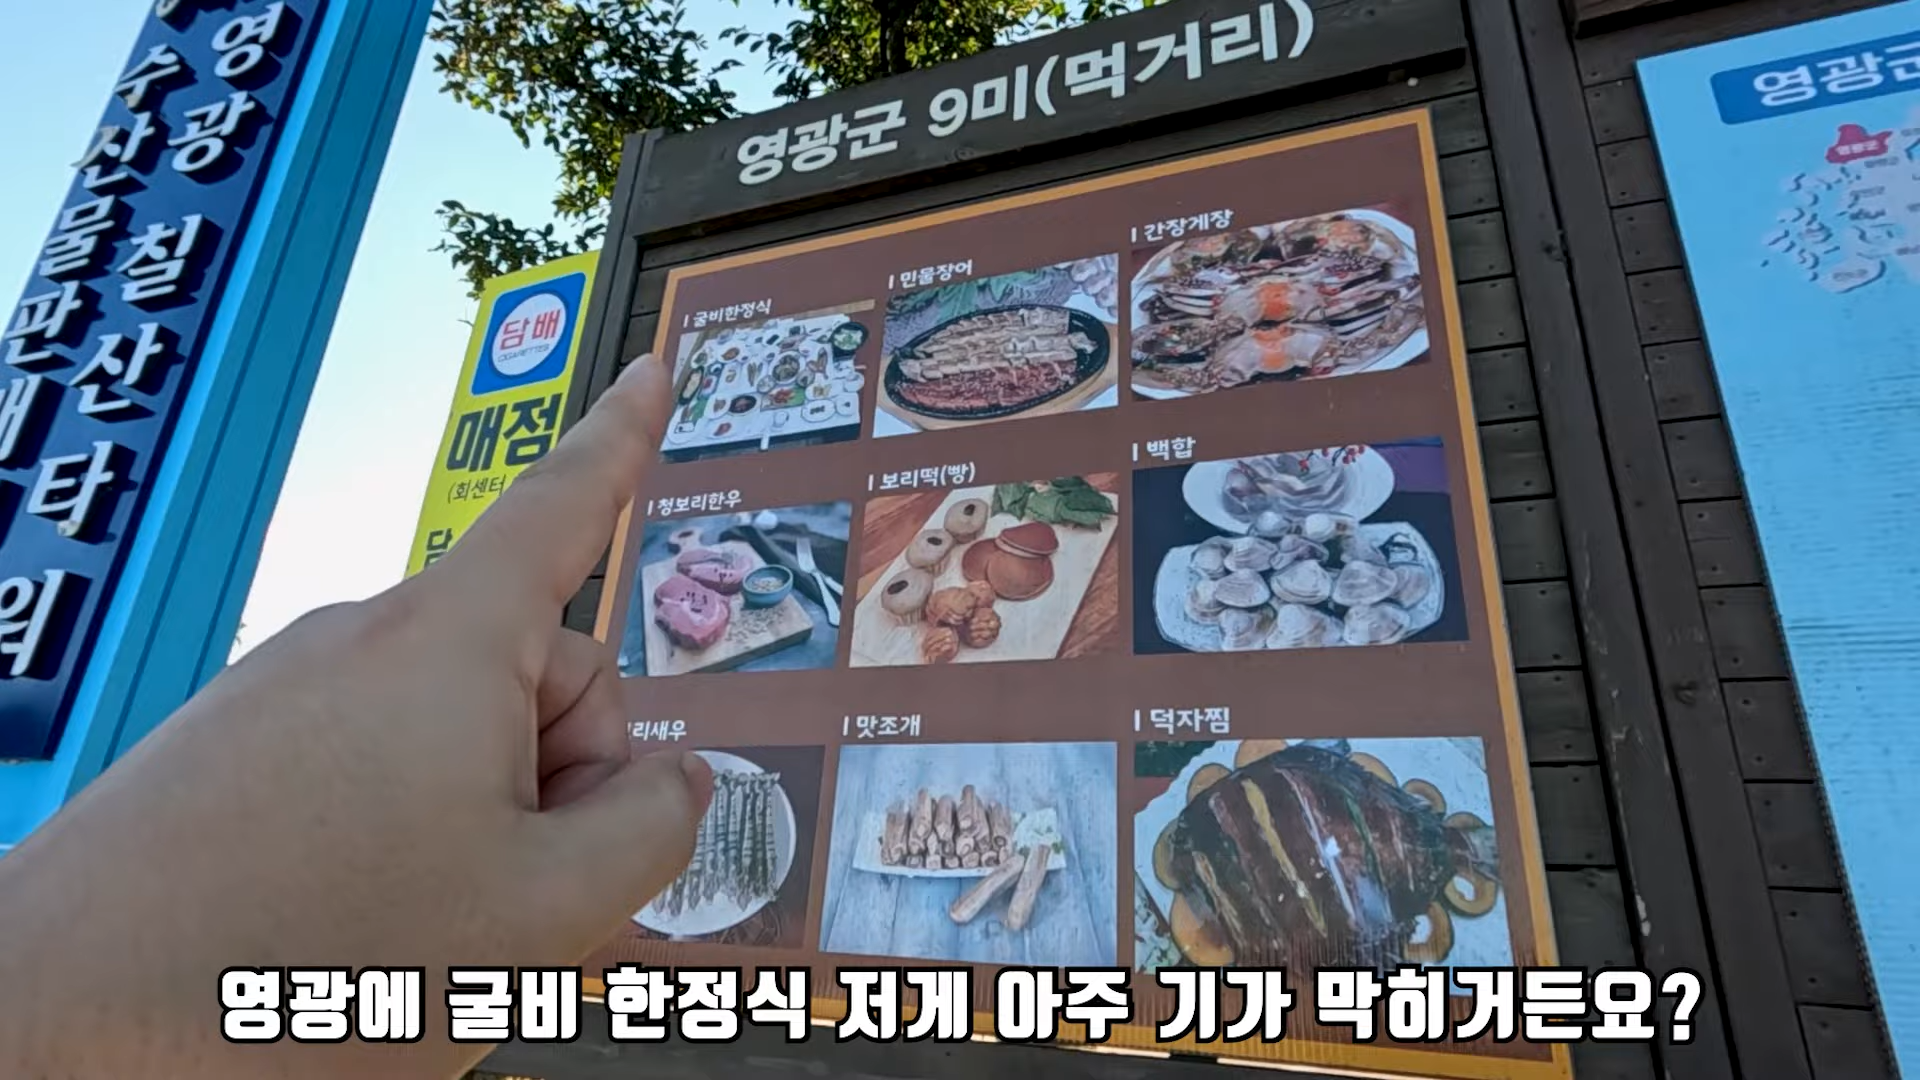 영광군 9미(먹거리)
영광 칠산타워
수산물판매
담배
CIGARETTES
매점
(회센터
담
굴비한정식
민물장어
간장게장
청보리한우
보리떡(빵)
백합
리새우
맛조개
덕자찜
영광군
영광군
영광에 굴비 한정식 저게 아주 기가 막히거든요?